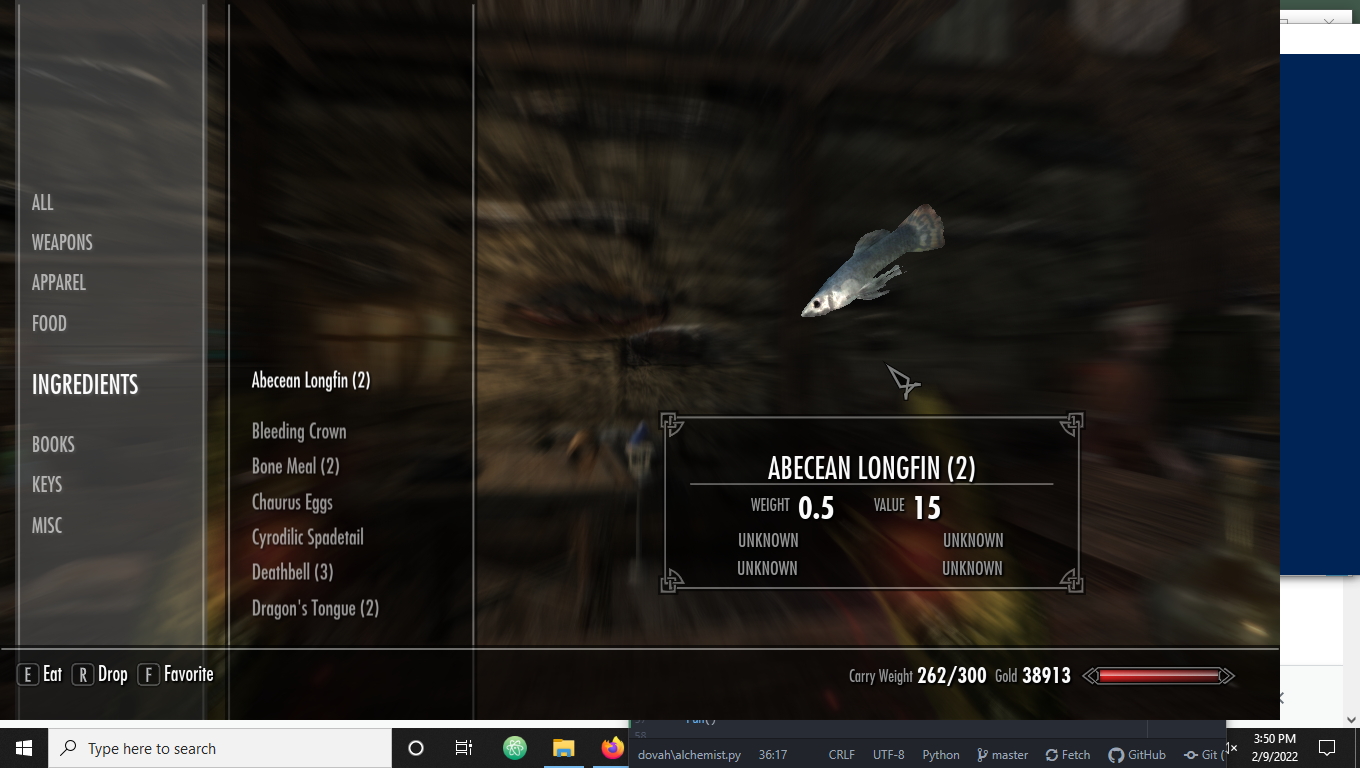 ALL
WEAPONS
APPAREL
FOOD
INGREDIENTS
BOOKS
KEYS
MISC
Abecean Longfin (2)
Bleeding Crown
Bone Meal (2)
Chaurus Eggs
Cyrodilic Spadetail
Deathbell (3)
Dragon's Tongue (2)
ABECEAN LONGFIN (2)
WEIGHT 0.5 VALUE 15
UNKNOWN UNKNOWN
UNKNOWN UNKNOWN
E Eat R Drop F Favorite
Carry Weight 262/300 Gold 38913
58
Type here to search
dovah\alchemist.py 36:17 CRLF UTF-8 Python master Fetch GitHub Git (
3:50 PM
2/9/2022